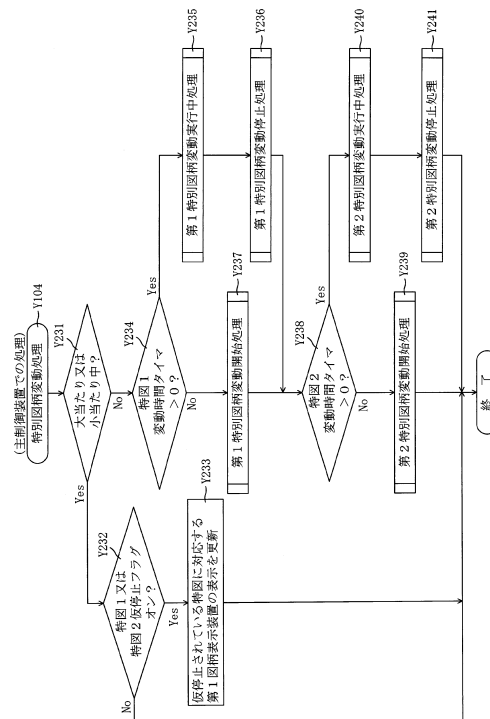 (主制御装置での処理)
特別図柄変動処理
Y104
大当たり又は
小当たり中?
Y231
Yes
No
特図1又は
特図2仮停止フラグ
オン?
Y232
No
Yes
仮停止されている特図に対応する
第1図柄表示装置の表示を更新
Y233
特図1
変動時間タイマ
>0?
Y234
Yes
No
第1特別図柄変動実行中処理
Y235
第1特別図柄変動停止処理
Y236
第1特別図柄変動開始処理
Y237
特図2
変動時間タイマ
>0?
Y238
Yes
No
第2特別図柄変動開始処理
Y239
第2特別図柄変動実行中処理
Y240
第2特別図柄変動停止処理
Y241
終了